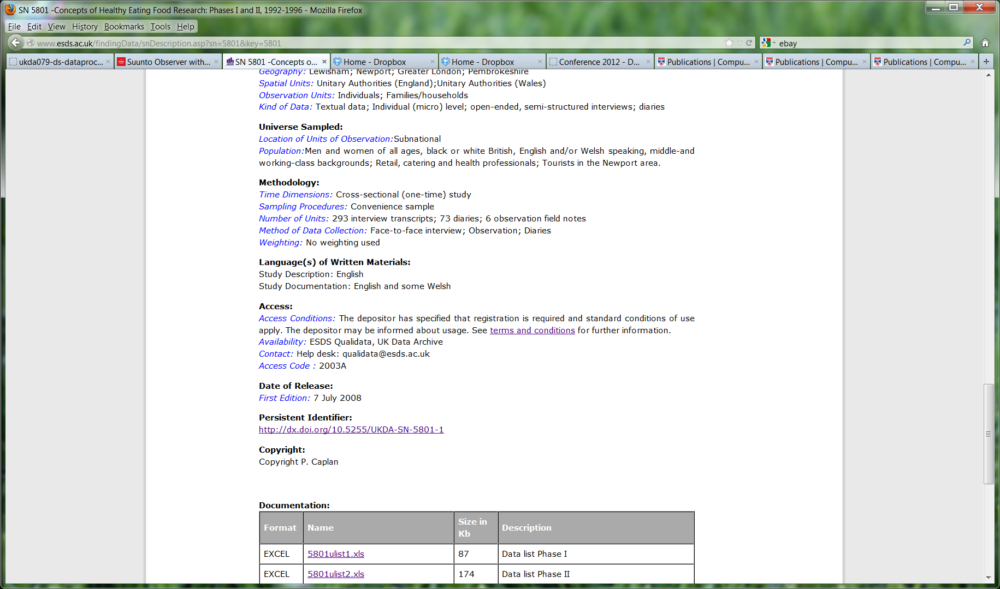 SN 5801 -Concepts of Healthy Eating Food Research: Phases I and II, 1992-1996 - Mozilla Firefox
File Edit View History Bookmarks Tools Help
www.esds.ac.uk/findingData/snDescription.asp?sn=5801&key=5801
ebay
ukda079-ds-dataproc...
Suunto Observer with...
SN 5801 -Concepts o...
Home - Dropbox
Home - Dropbox
Conference 2012 - D...
Publications | Compu...
Publications | Compu...
Publications | Compu...
Geography: Lewisham; Newport; Greater London; Pembrokeshire
Spatial Units: Unitary Authorities (England);Unitary Authorities (Wales)
Observation Units: Individuals; Families/households
Kind of Data: Textual data; Individual (micro) level; open-ended, semi-structured interviews; diaries
Universe Sampled:
Location of Units of Observation:Subnational
Population:Men and women of all ages, black or white British, English and/or Welsh speaking, middle-and
working-class backgrounds; Retail, catering and health professionals; Tourists in the Newport area.
Methodology:
Time Dimensions: Cross-sectional (one-time) study
Sampling Procedures: Convenience sample
Number of Units: 293 interview transcripts; 73 diaries; 6 observation field notes
Method of Data Collection: Face-to-face interview; Observation; Diaries
Weighting: No weighting used
Language(s) of Written Materials:
Study Description: English
Study Documentation: English and some Welsh
Access:
Access Conditions: The depositor has specified that registration is required and standard conditions of use
apply. The depositor may be informed about usage. See terms and conditions for further information.
Availability: ESDS Qualidata, UK Data Archive
Contact: Help desk: qualidata@esds.ac.uk
Access Code : 2003A
Date of Release:
First Edition: 7 July 2008
Persistent Identifier:
http://dx.doi.org/10.5255/UKDA-SN-5801-1
Copyright:
Copyright P. Caplan
Documentation:
Format Name Size in Kb Description
EXCEL 5801ulist1.xls 87 Data list Phase I
EXCEL 5801ulist2.xls 174 Data list Phase II